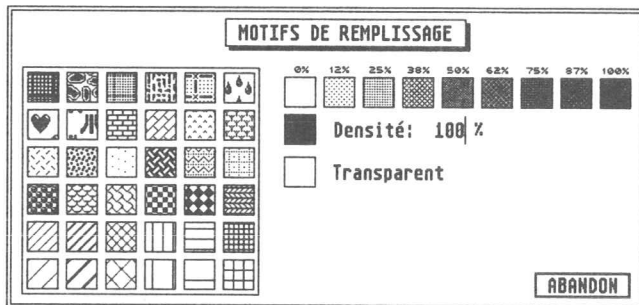 MOTIFS DE REMPLISSAGE
0% 12% 25% 38% 50% 62% 75% 87% 100%
Densité: 100 %
Transparent
ABANDON